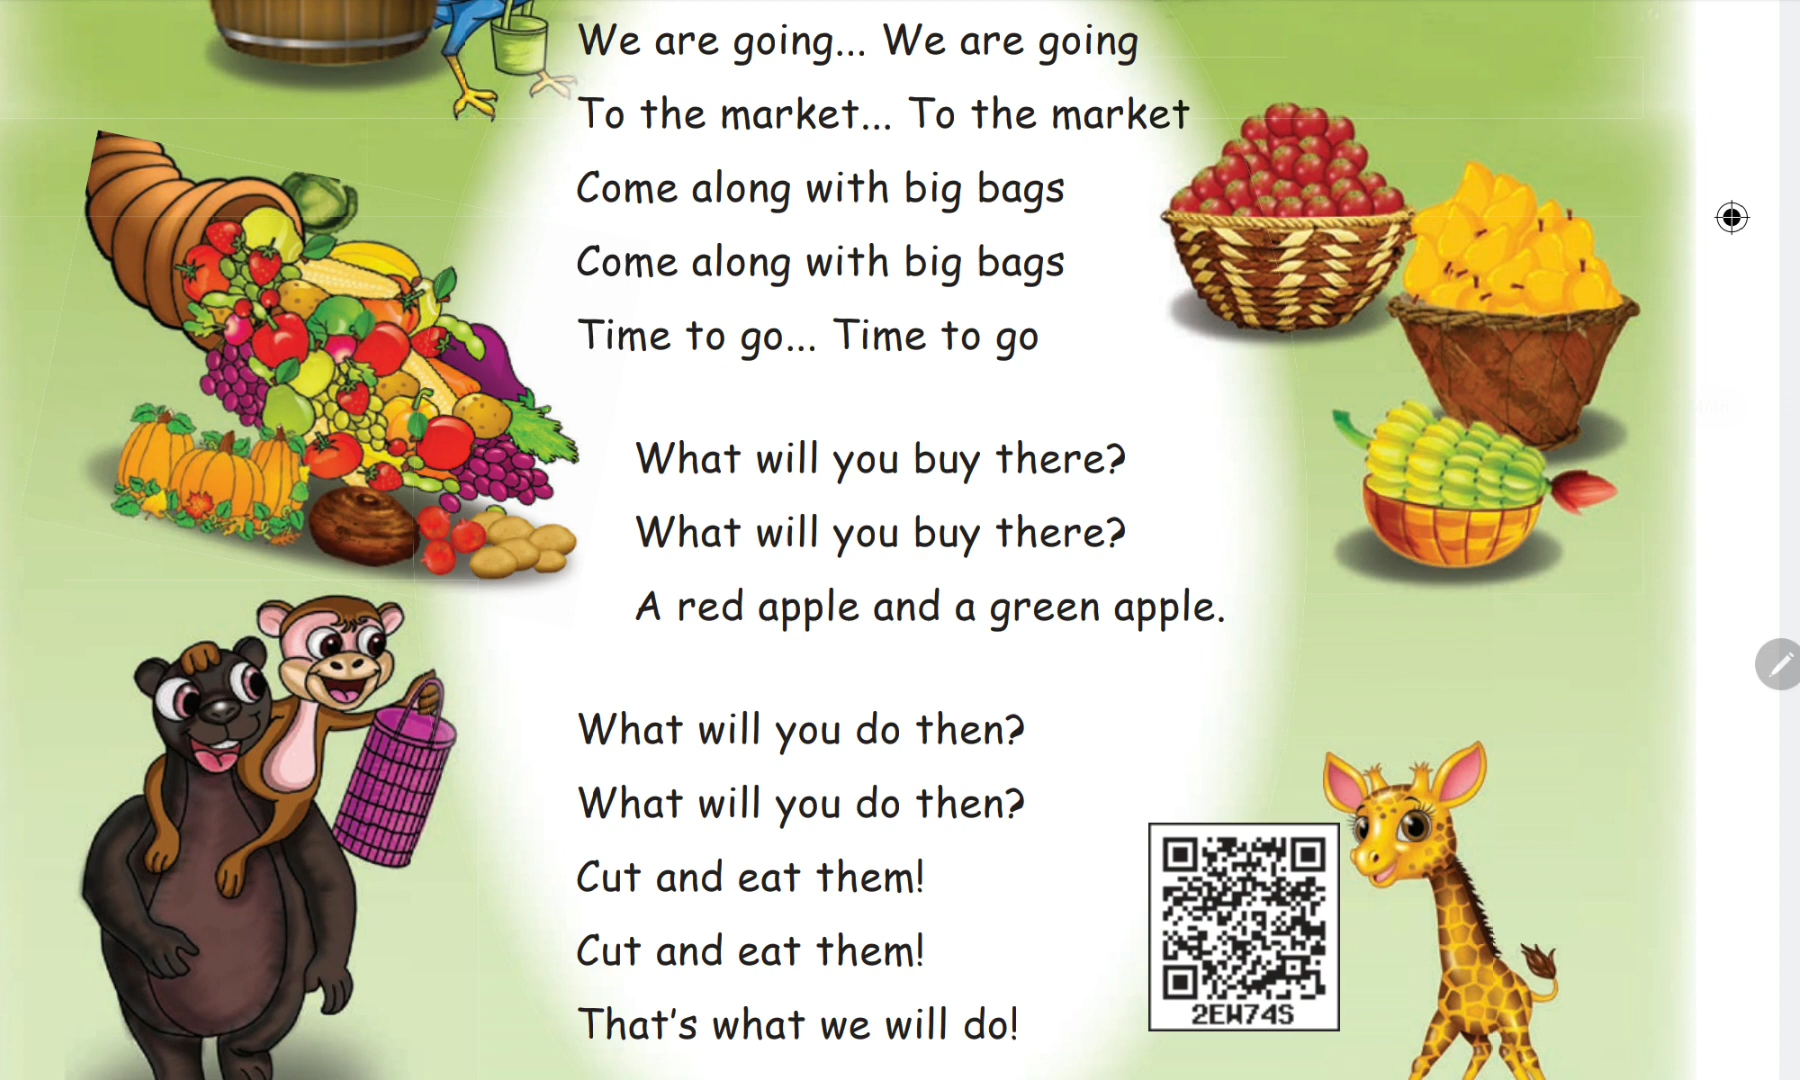 We are going... We are going
To the market... To the market
Come along with big bags
Come along with big bags
Time to go... Time to go
What will you buy there?
What will you buy there?
A red apple and a green apple.
What will you do then?
What will you do then?
Cut and eat them!
Cut and eat them!
That's what we will do!
2EW74S